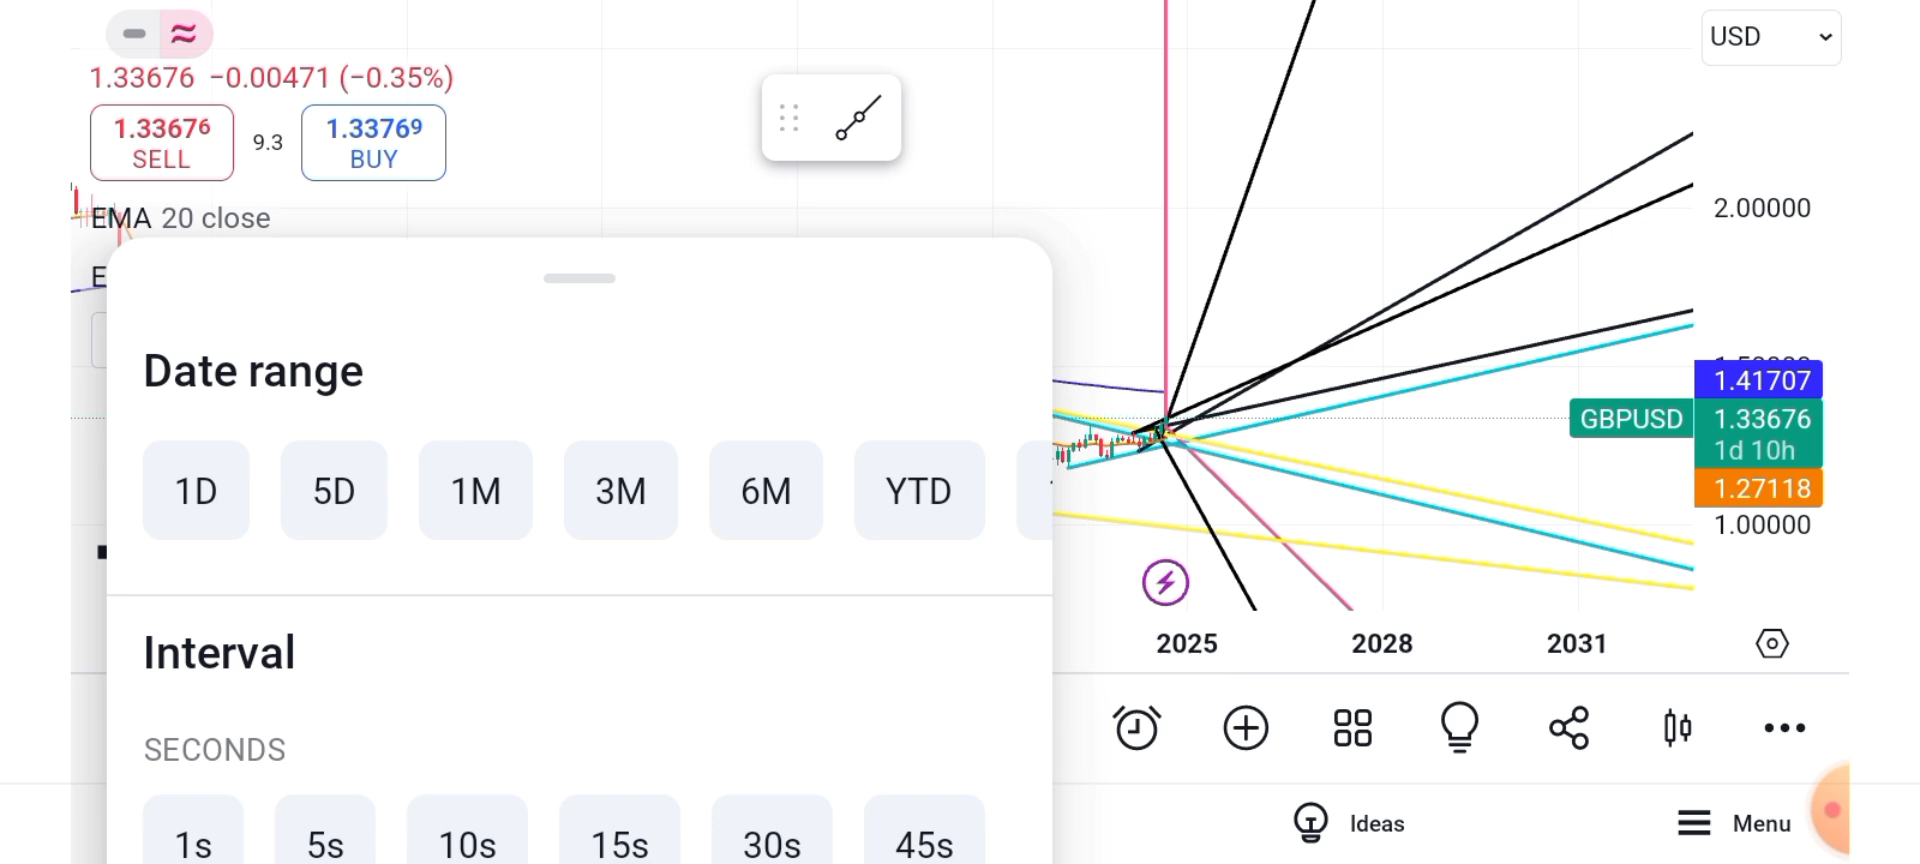 USD
1.33676 −0.00471 (−0.35%)
1.33676
SELL
9.3
1.33769
BUY
EMA 20 close
E
Date range
1D
5D
1M
3M
6M
YTD
Interval
SECONDS
1s
5s
10s
15s
30s
45s
2.00000
1.41707
GBPUSD
1.33676
1d 10h
1.27118
1.00000
2025
2028
2031
Ideas
Menu